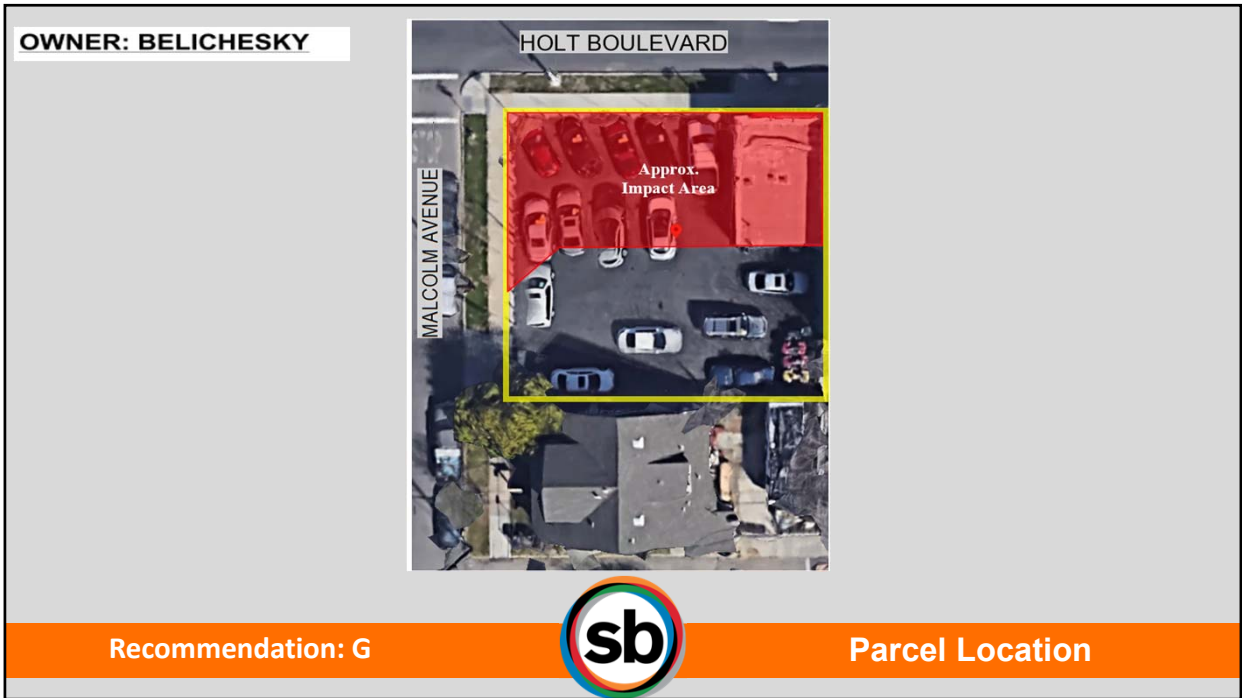 OWNER: BELICHESKY
HOLT BOULEVARD
MALCOLM AVENUE
Approx.
Impact Area
Recommendation: G
sb
Parcel Location